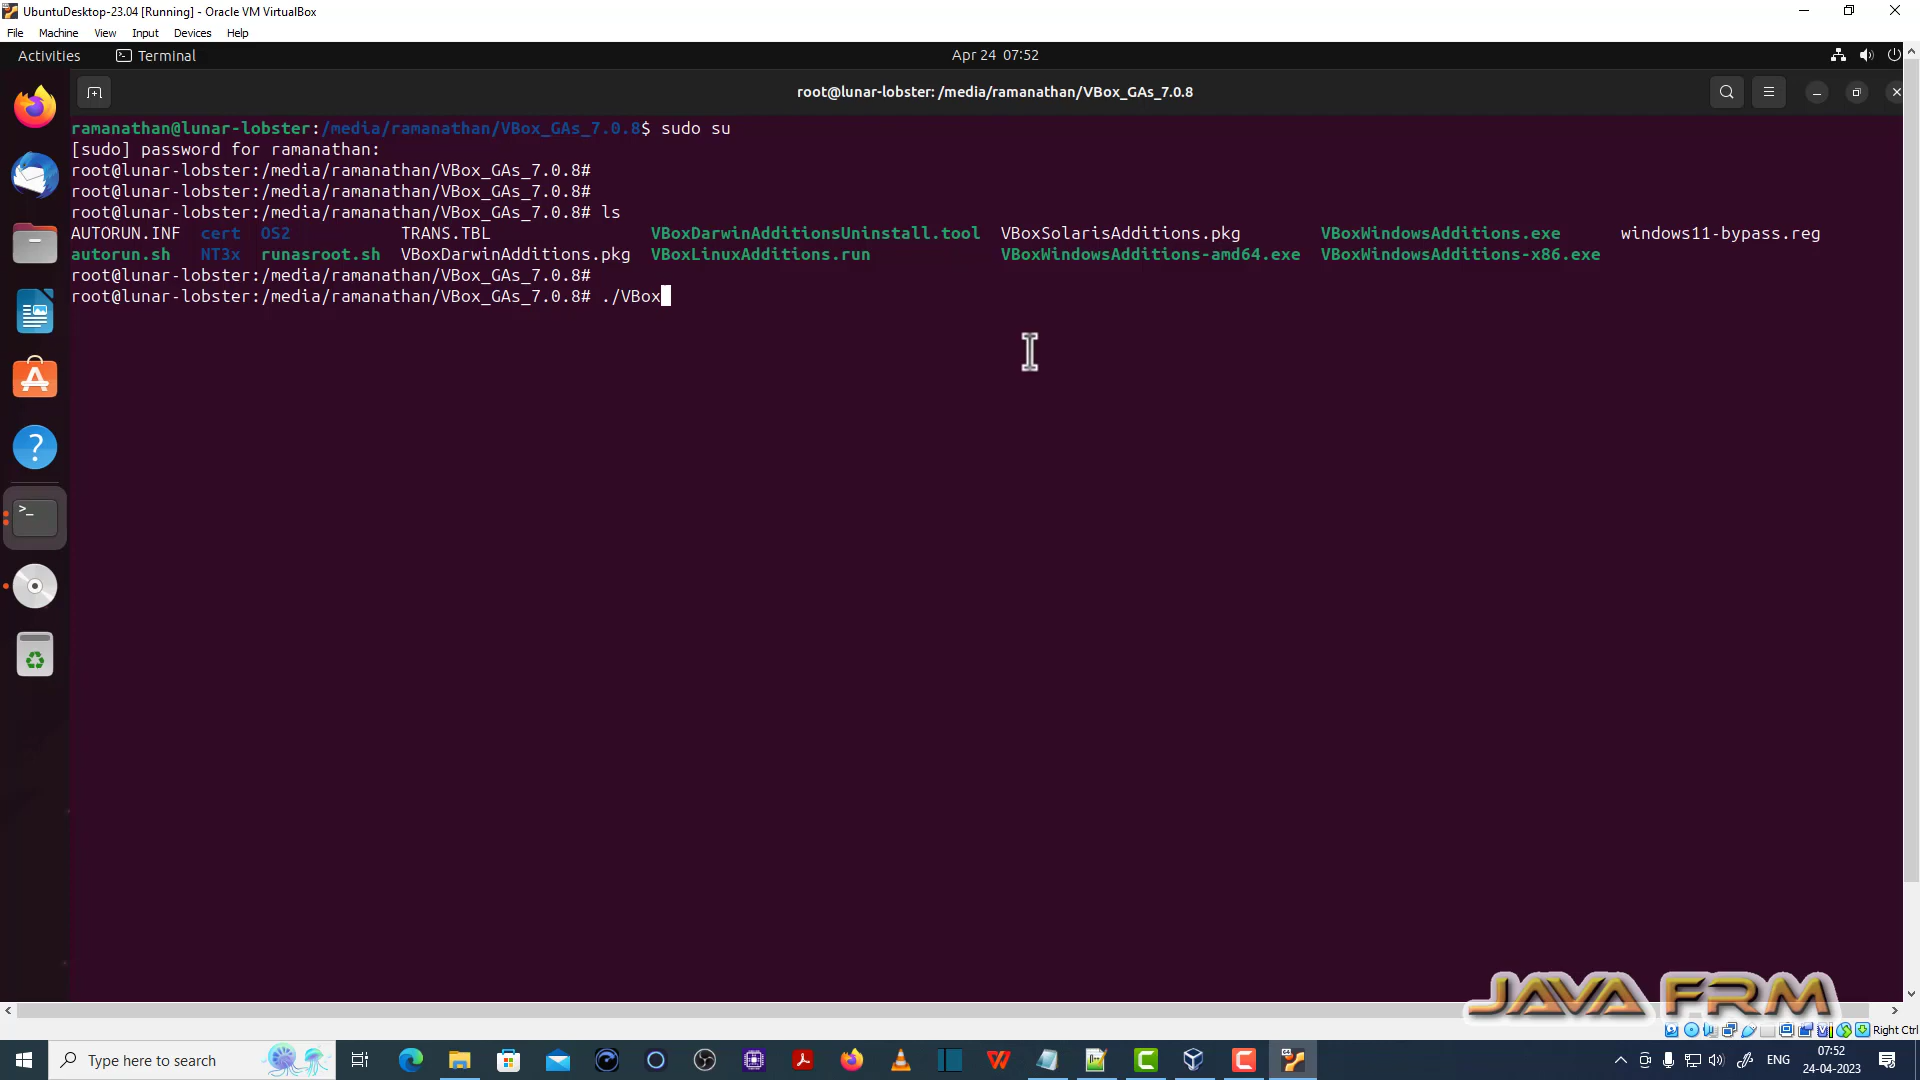 UbuntuDesktop-23.04 [Running] - Oracle VM VirtualBox
File Machine View Input Devices Help
Activities Terminal Apr 24 07:52
root@lunar-lobster: /media/ramanathan/VBox_GAs_7.0.8
ramanathan@lunar-lobster:/media/ramanathan/VBox_GAs_7.0.8$ sudo su
[sudo] password for ramanathan:
root@lunar-lobster:/media/ramanathan/VBox_GAs_7.0.8#
root@lunar-lobster:/media/ramanathan/VBox_GAs_7.0.8#
root@lunar-lobster:/media/ramanathan/VBox_GAs_7.0.8# ls
AUTORUN.INF cert OS2 TRANS.TBL VBoxDarwinAdditionsUninstall.tool VBoxSolarisAdditions.pkg VBoxWindowsAdditions.exe windows11-bypass.reg
autorun.sh NT3x runasroot.sh VBoxDarwinAdditions.pkg VBoxLinuxAdditions.run VBoxWindowsAdditions-amd64.exe VBoxWindowsAdditions-x86.exe
root@lunar-lobster:/media/ramanathan/VBox_GAs_7.0.8#
root@lunar-lobster:/media/ramanathan/VBox_GAs_7.0.8# ./VBox
JAVA FRM
Right Ctrl
Type here to search
ENG
07:52
24-04-2023